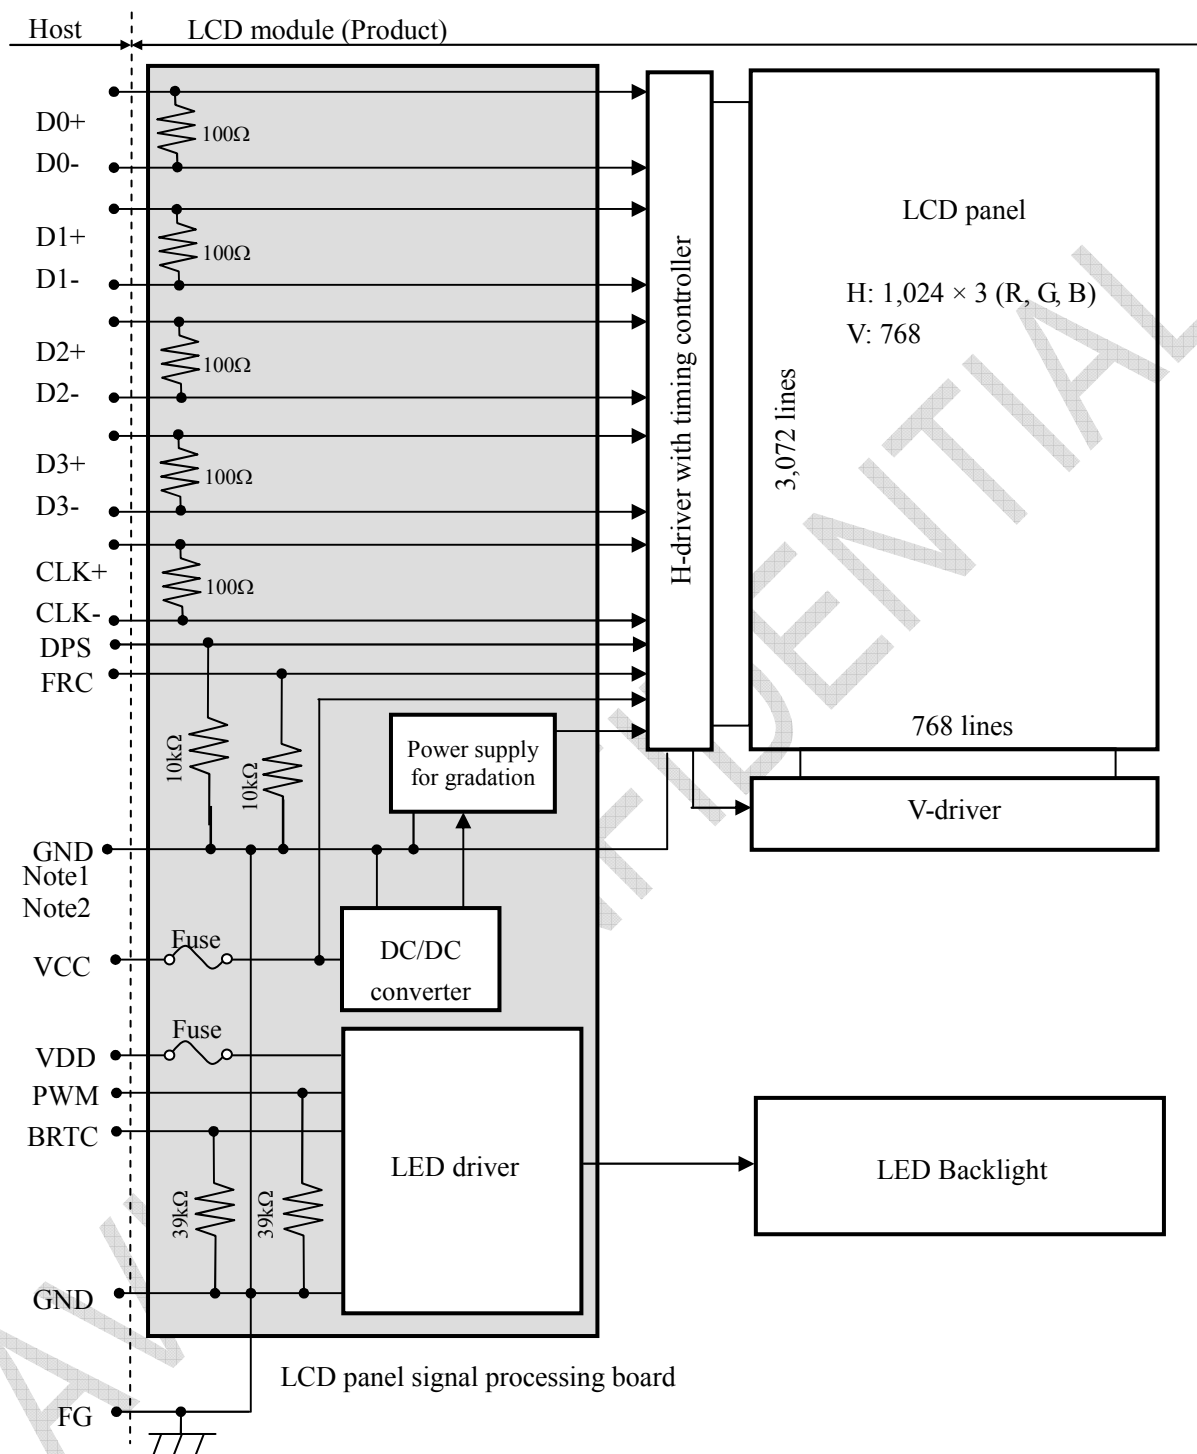 Host
LCD module (Product)
D0+
100Ω
D0-
D1+
100Ω
D1-
D2+
100Ω
D2-
D3+
100Ω
D3-
CLK+
100Ω
CLK-
DPS
FRC
10kΩ
10kΩ
Power supply
for gradation
H-driver with timing controller
LCD panel
H: 1,024 × 3 (R, G, B)
V: 768
3,072 lines
768 lines
V-driver
GND
Note1
Note2
Fuse
VCC
DC/DC
converter
Fuse
VDD
PWM
BRTC
LED driver
LED Backlight
39kΩ
39kΩ
GND
LCD panel signal processing board
FG